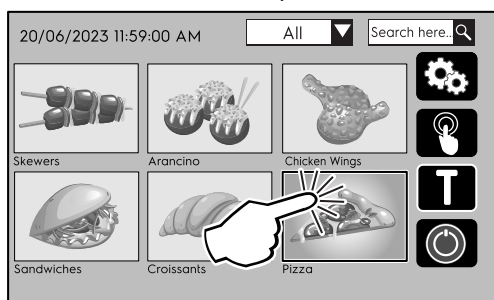 20/06/2023 11:59:00 AM
All
Search here..
Skewers
Arancino
Chicken Wings
T
Sandwiches
Croissants
Pizza